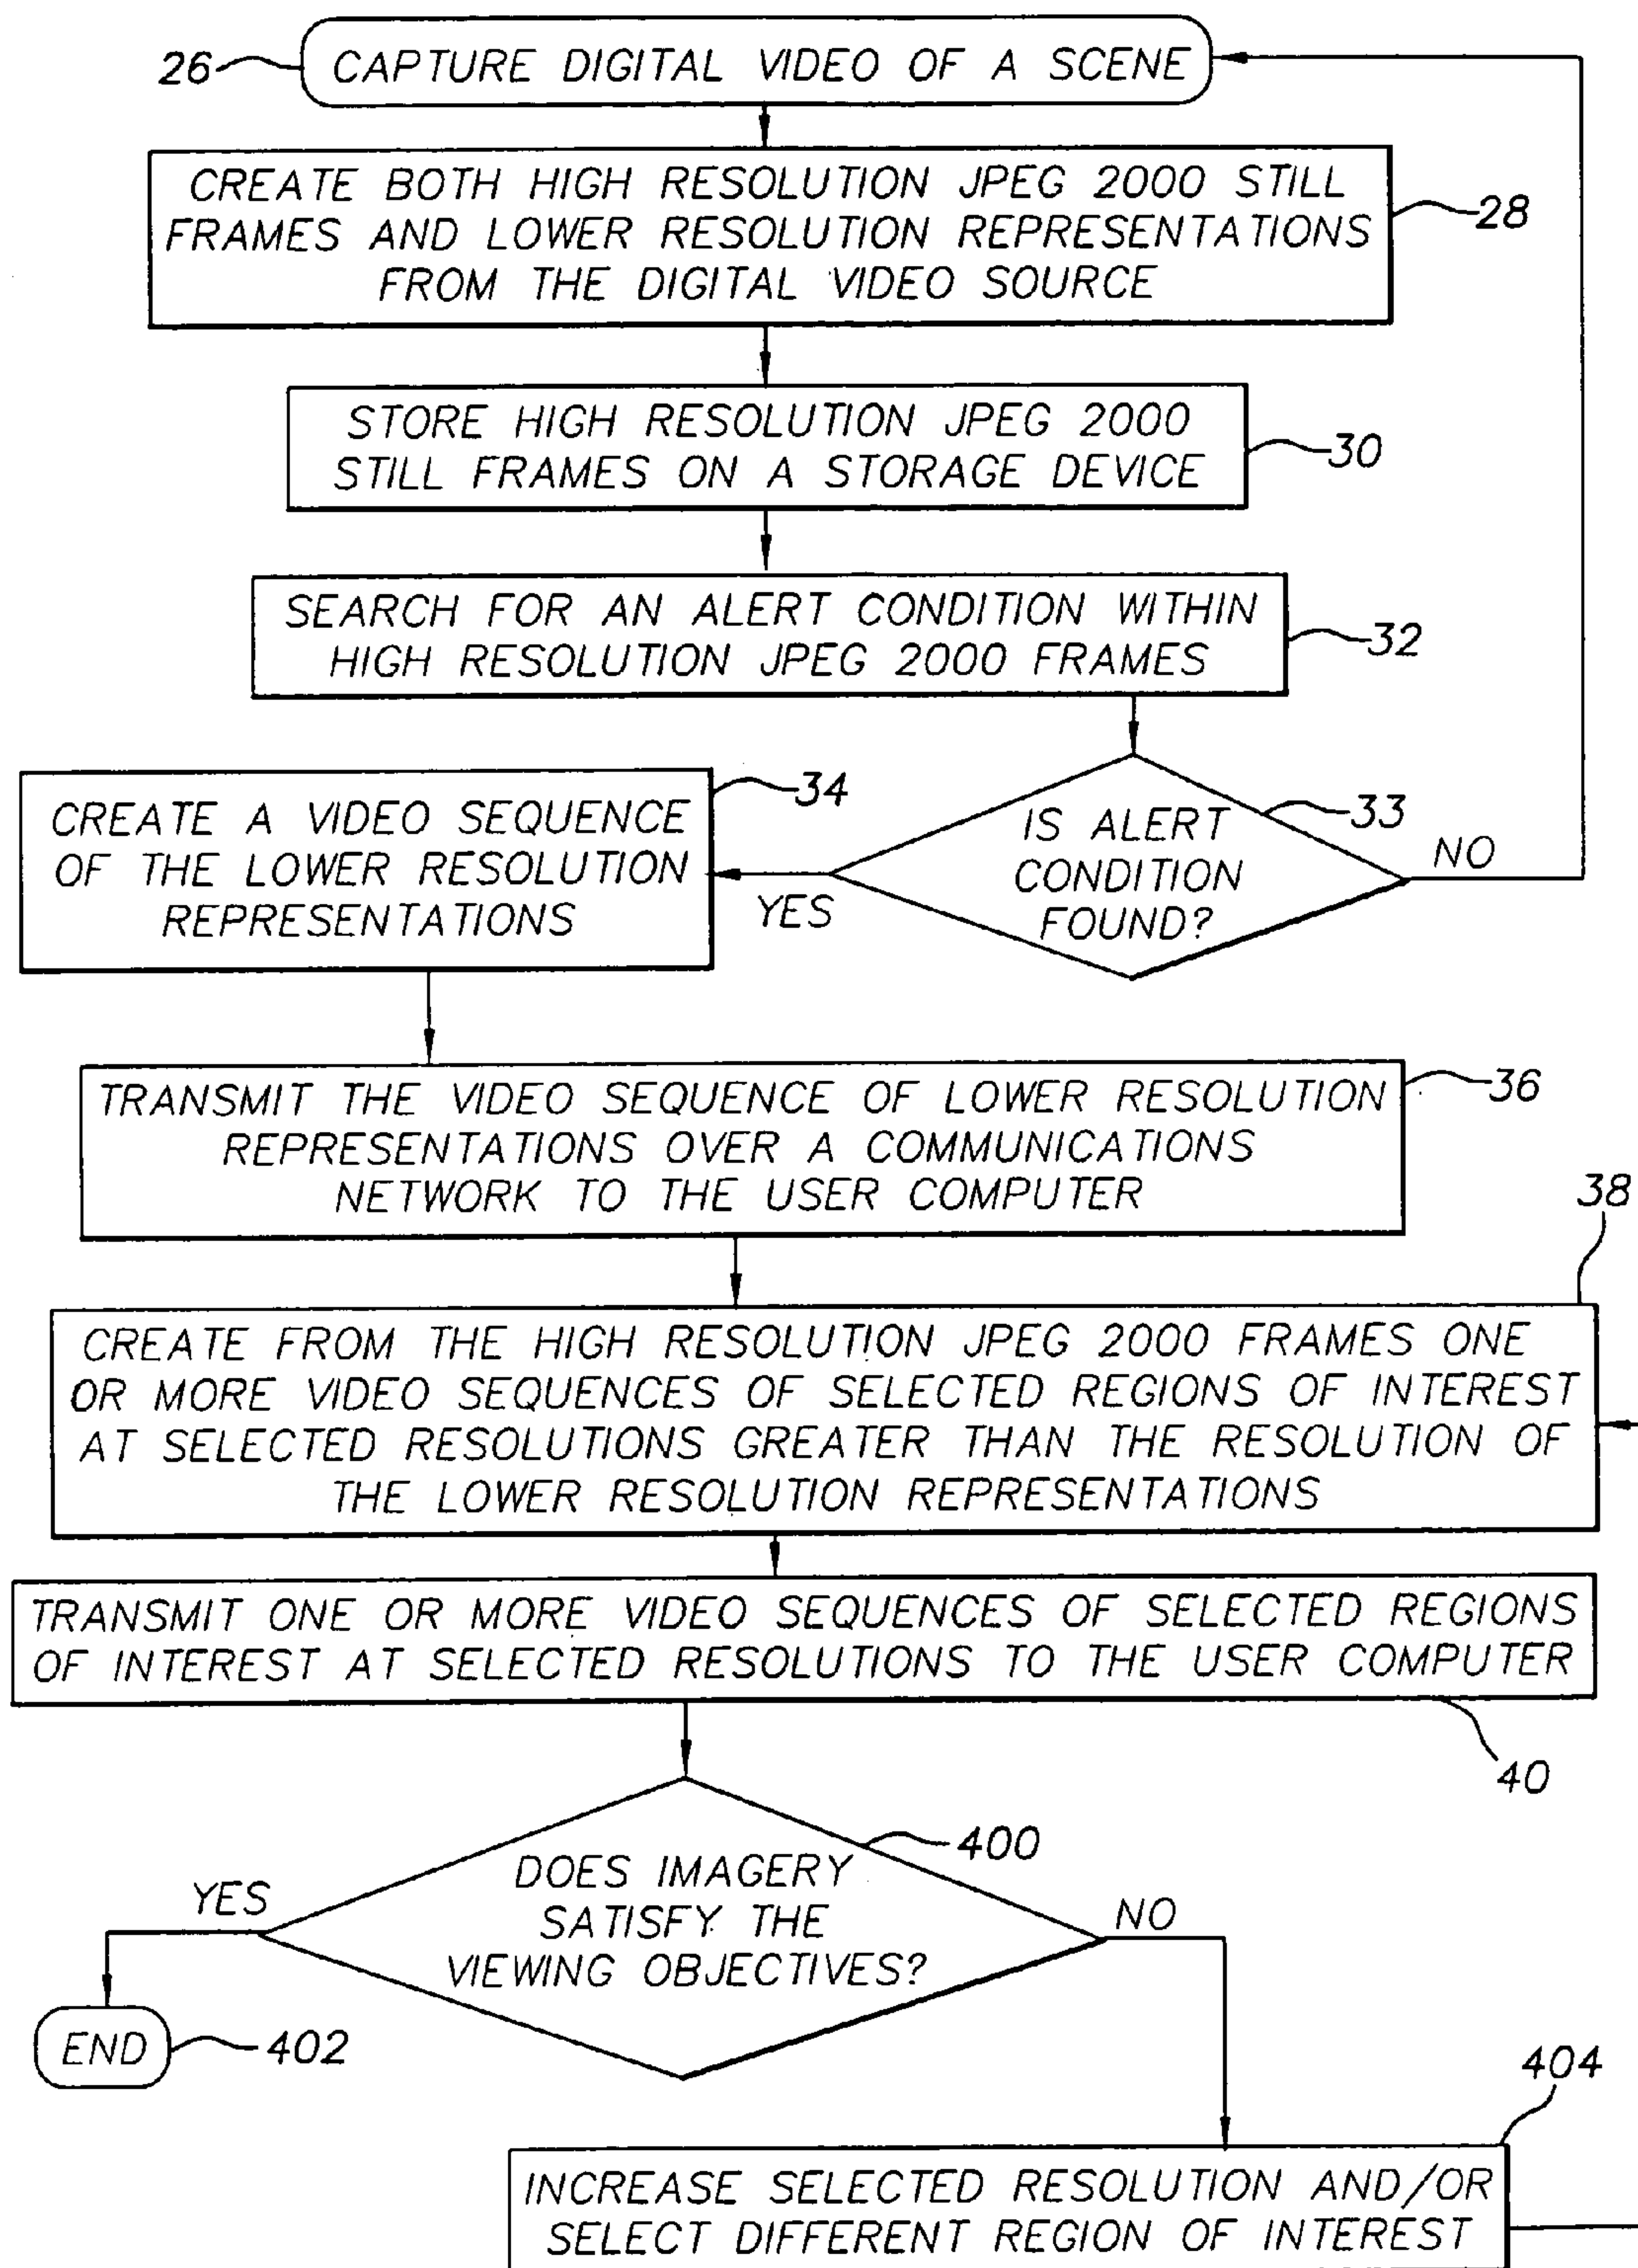 26
CAPTURE DIGITAL VIDEO OF A SCENE
CREATE BOTH HIGH RESOLUTION JPEG 2000 STILL
FRAMES AND LOWER RESOLUTION REPRESENTATIONS
FROM THE DIGITAL VIDEO SOURCE
28
STORE HIGH RESOLUTION JPEG 2000
STILL FRAMES ON A STORAGE DEVICE
30
SEARCH FOR AN ALERT CONDITION WITHIN
HIGH RESOLUTION JPEG 2000 FRAMES
32
IS ALERT
CONDITION
FOUND?
33
NO
YES
CREATE A VIDEO SEQUENCE
OF THE LOWER RESOLUTION
REPRESENTATIONS
34
TRANSMIT THE VIDEO SEQUENCE OF LOWER RESOLUTION
REPRESENTATIONS OVER A COMMUNICATIONS
NETWORK TO THE USER COMPUTER
36
38
CREATE FROM THE HIGH RESOLUTION JPEG 2000 FRAMES ONE
OR MORE VIDEO SEQUENCES OF SELECTED REGIONS OF INTEREST
AT SELECTED RESOLUTIONS GREATER THAN THE RESOLUTION OF
THE LOWER RESOLUTION REPRESENTATIONS
TRANSMIT ONE OR MORE VIDEO SEQUENCES OF SELECTED REGIONS
OF INTEREST AT SELECTED RESOLUTIONS TO THE USER COMPUTER
40
400
DOES IMAGERY
SATISFY THE
VIEWING OBJECTIVES?
YES
NO
END
402
404
INCREASE SELECTED RESOLUTION AND/OR
SELECT DIFFERENT REGION OF INTEREST